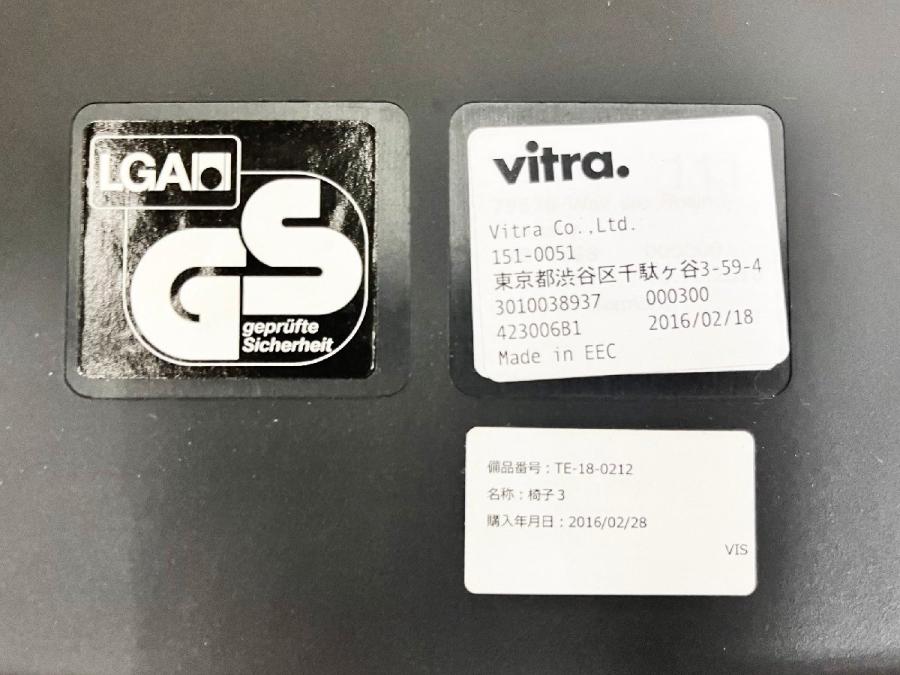 LGA
GS
geprüfte
Sicherheit
vitra.
Vitra Co.,Ltd.
151-0051
東京都渋谷区千駄ヶ谷3-59-4
3010038937 000300
423006B1 2016/02/18
Made in EEC
備品番号：TE-18-0212
名称：椅子3
購入年月日：2016/02/28
VIS